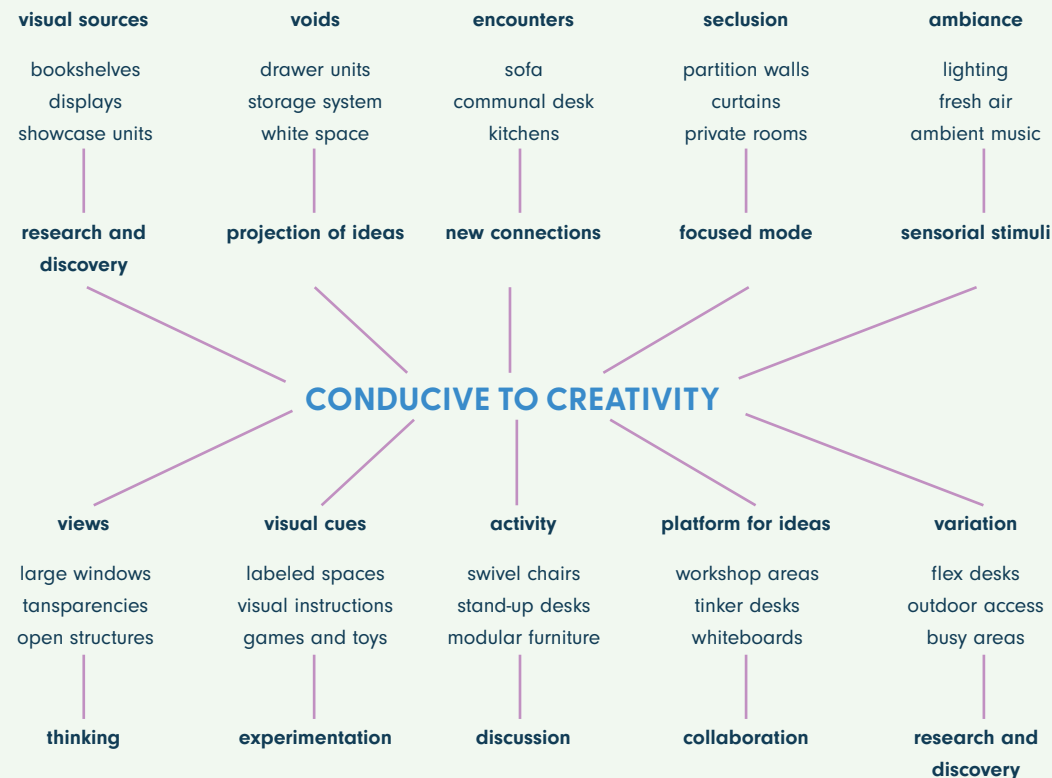 visual sources
bookshelves
displays
showcase units
research and
discovery
voids
drawer units
storage system
white space
projection of ideas
encounters
sofa
communal desk
kitchens
new connections
seclusion
partition walls
curtains
private rooms
focused mode
ambiance
lighting
fresh air
ambient music
sensorial stimuli
CONDUCIVE TO CREATIVITY
views
large windows
tansparencies
open structures
thinking
visual cues
labeled spaces
visual instructions
games and toys
experimentation
activity
swivel chairs
stand-up desks
modular furniture
discussion
platform for ideas
workshop areas
tinker desks
whiteboards
collaboration
variation
flex desks
outdoor access
busy areas
research and
discovery